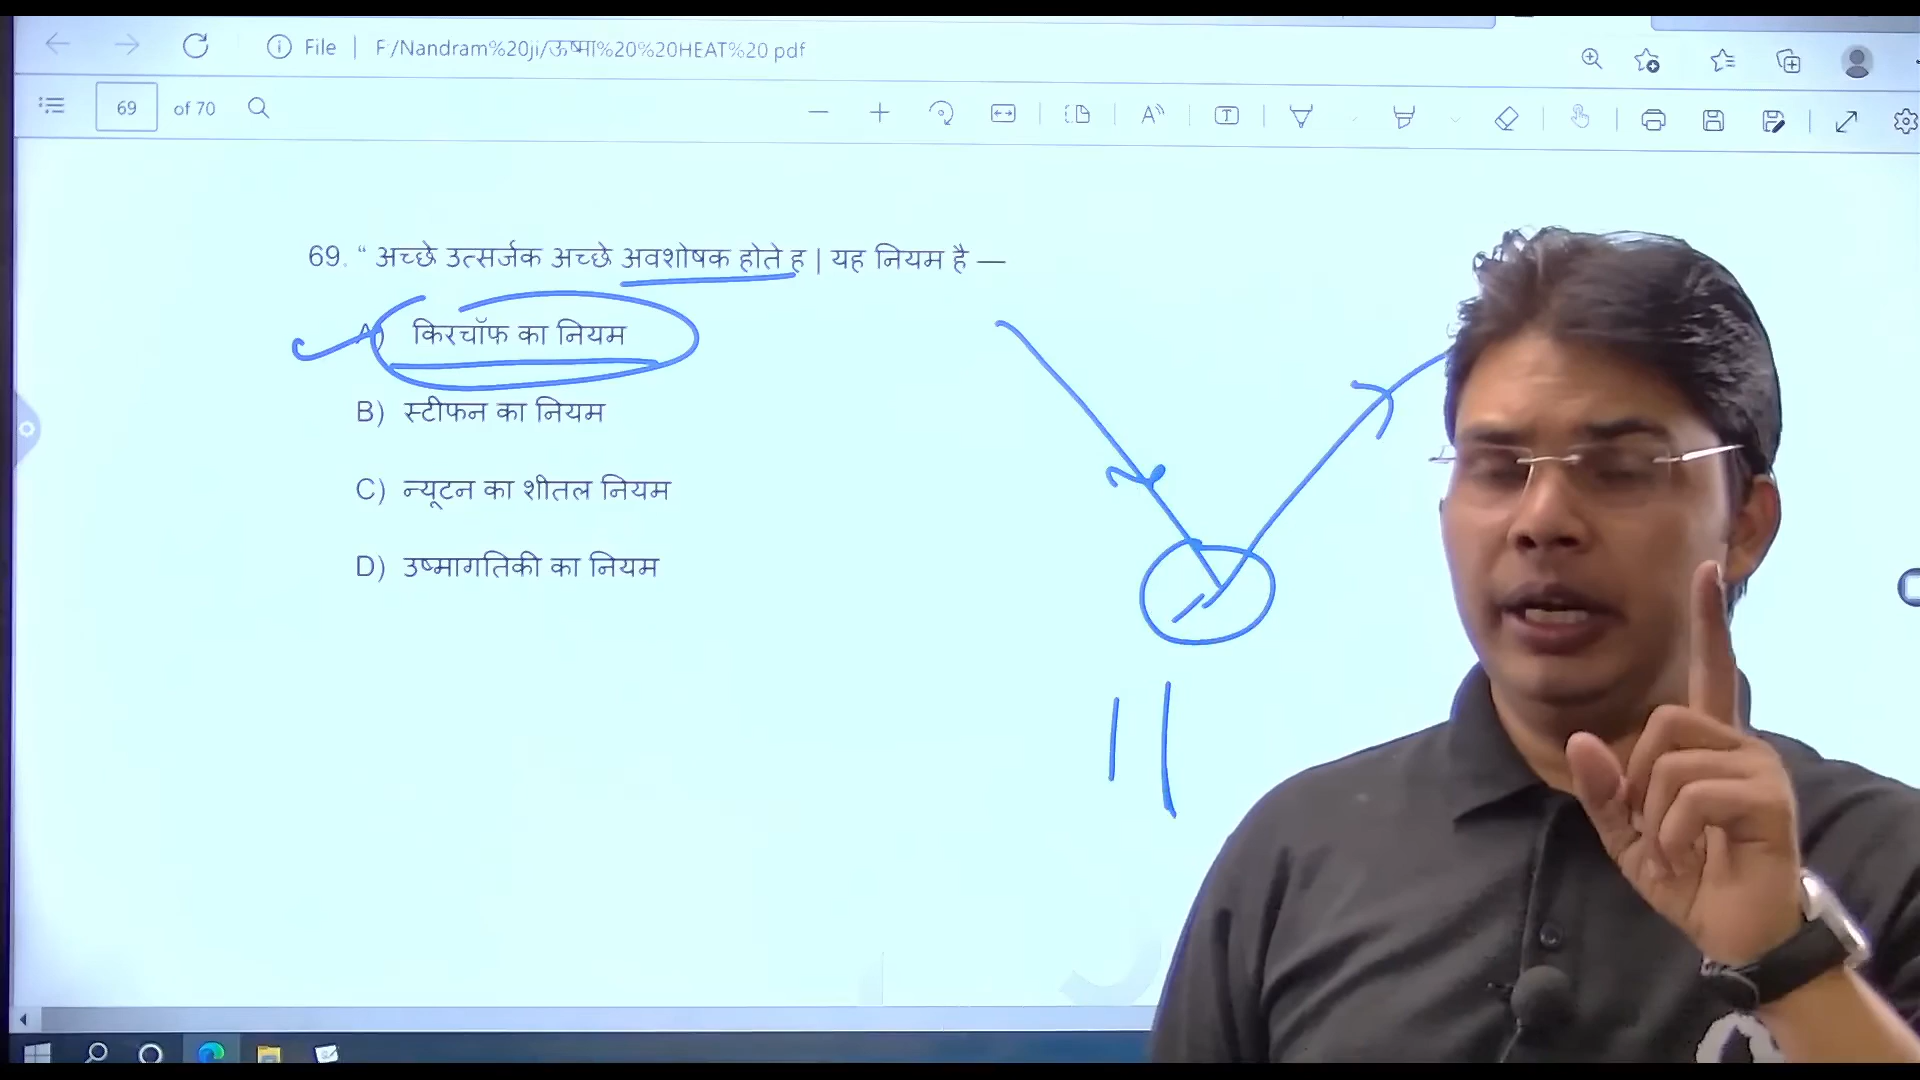 File | F:/Nandram%20ji/ऊष्मा%20%20HEAT%20 pdf
69 of 70
69. “ अच्छे उत्सर्जक अच्छे अवशोषक होते ह | यह नियम है —
A) किरचॉफ का नियम
B) स्टीफन का नियम
C) न्यूटन का शीतल नियम
D) उष्मागतिकी का नियम